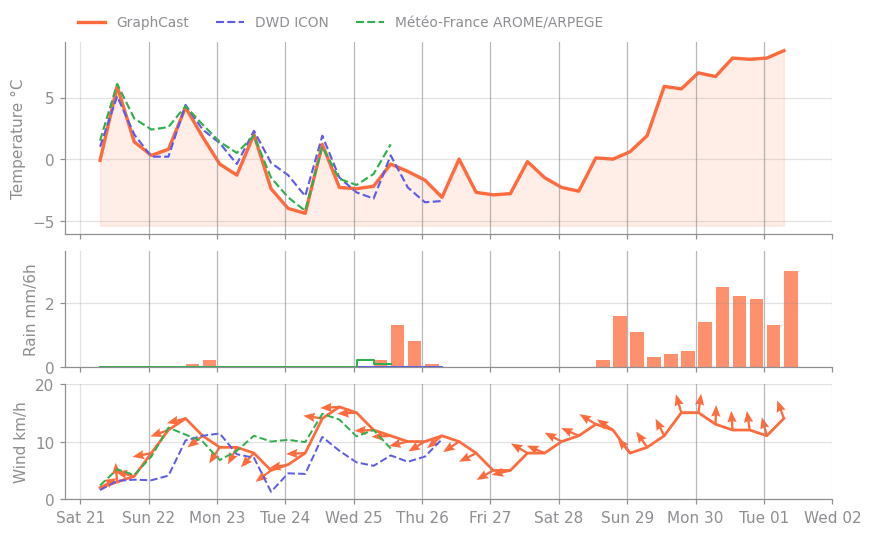 GraphCast DWD ICON Météo-France AROME/ARPEGE
Temperature °C
5
0
−5
Rain mm/6h
2
0
Wind km/h
20
10
0
Sat 21 Sun 22 Mon 23 Tue 24 Wed 25 Thu 26 Fri 27 Sat 28 Sun 29 Mon 30 Tue 01 Wed 02